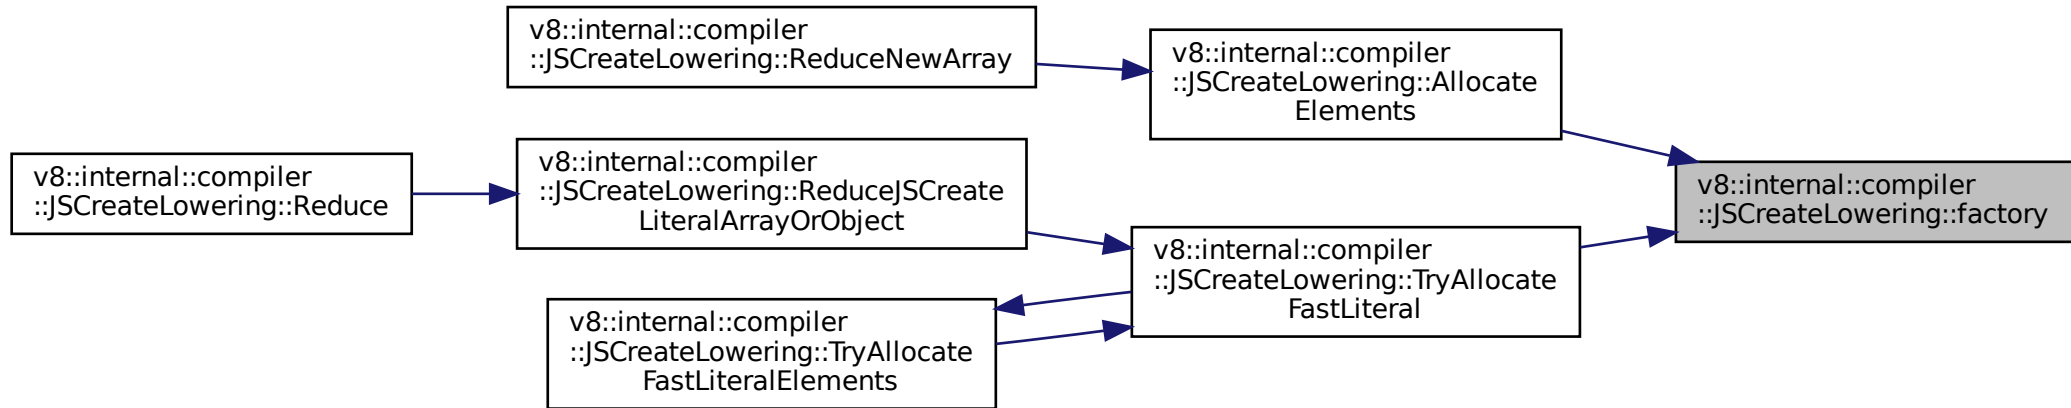 v8::internal::compiler
::JSCreateLowering::ReduceNewArray
v8::internal::compiler
::JSCreateLowering::Allocate
Elements
v8::internal::compiler
::JSCreateLowering::Reduce
v8::internal::compiler
::JSCreateLowering::ReduceJSCreate
LiteralArrayOrObject
v8::internal::compiler
::JSCreateLowering::factory
v8::internal::compiler
::JSCreateLowering::TryAllocate
FastLiteral
v8::internal::compiler
::JSCreateLowering::TryAllocate
FastLiteralElements